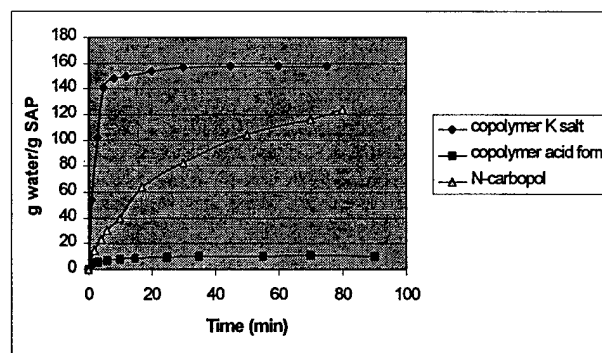 180
160
140
120
100
80
60
40
20
0
g water/g SAP
0 20 40 60 80 100
Time (min)
copolymer K salt
copolymer acid form
N-carbopol